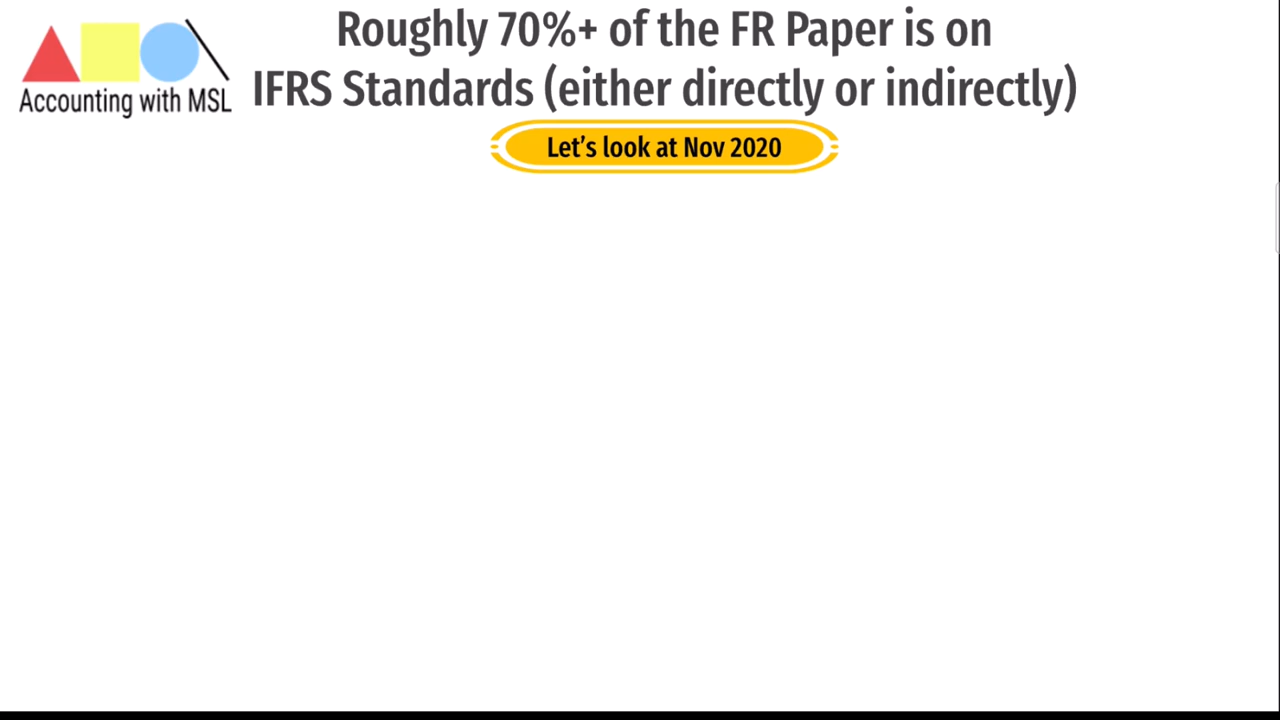 Roughly 70%+ of the FR Paper is on
IFRS Standards (either directly or indirectly)
Accounting with MSL
Let's look at Nov 2020